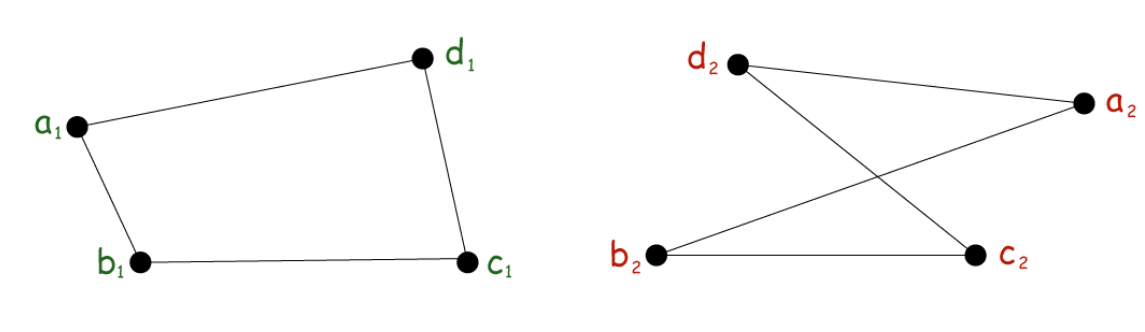 a₁
d₁
b₁
c₁
d₂
a₂
b₂
c₂